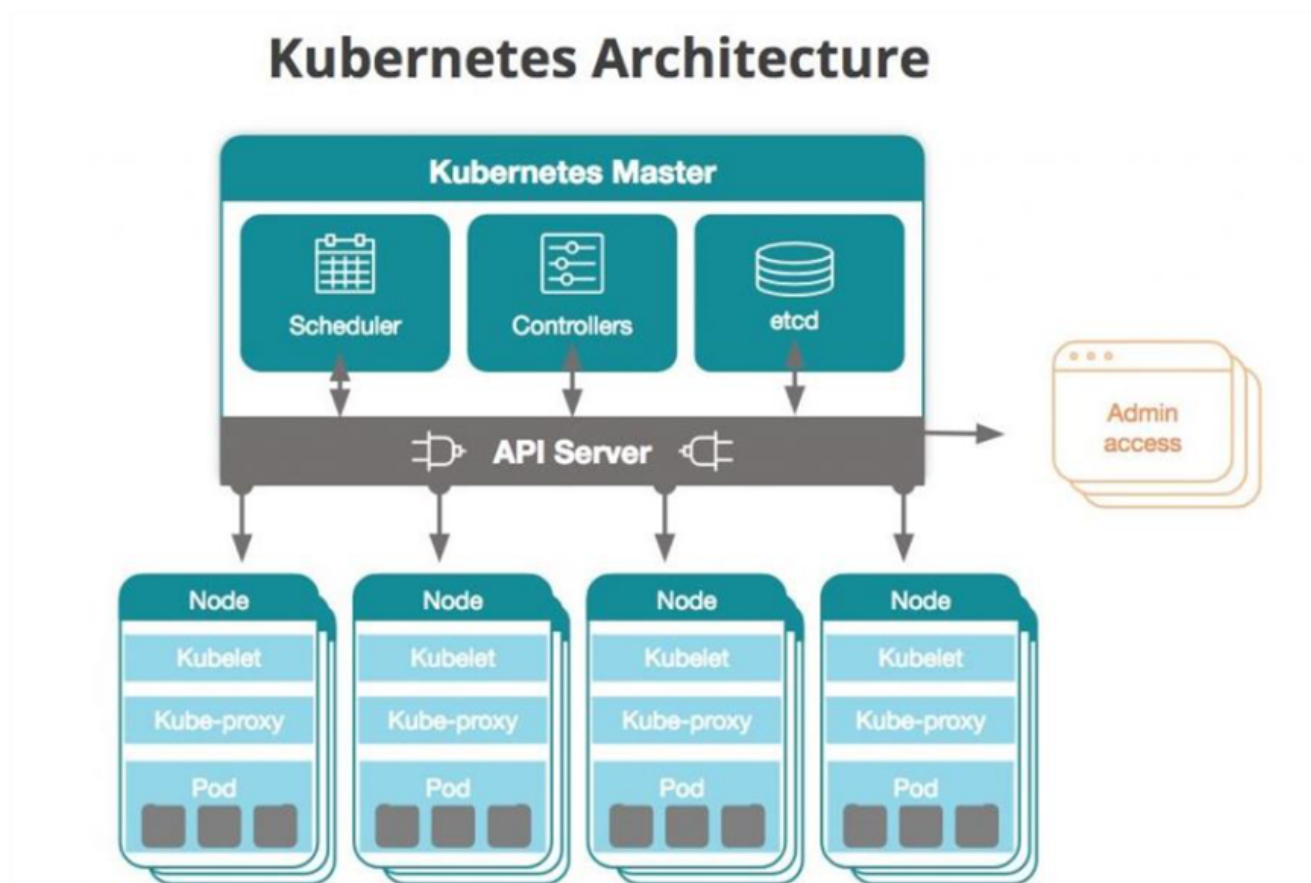 Kubernetes Architecture
Kubernetes Master
Scheduler
Controllers
etcd
API Server
Admin
access
Node
Kubelet
Kube-proxy
Pod
Node
Kubelet
Kube-proxy
Pod
Node
Kubelet
Kube-proxy
Pod
Node
Kubelet
Kube-proxy
Pod